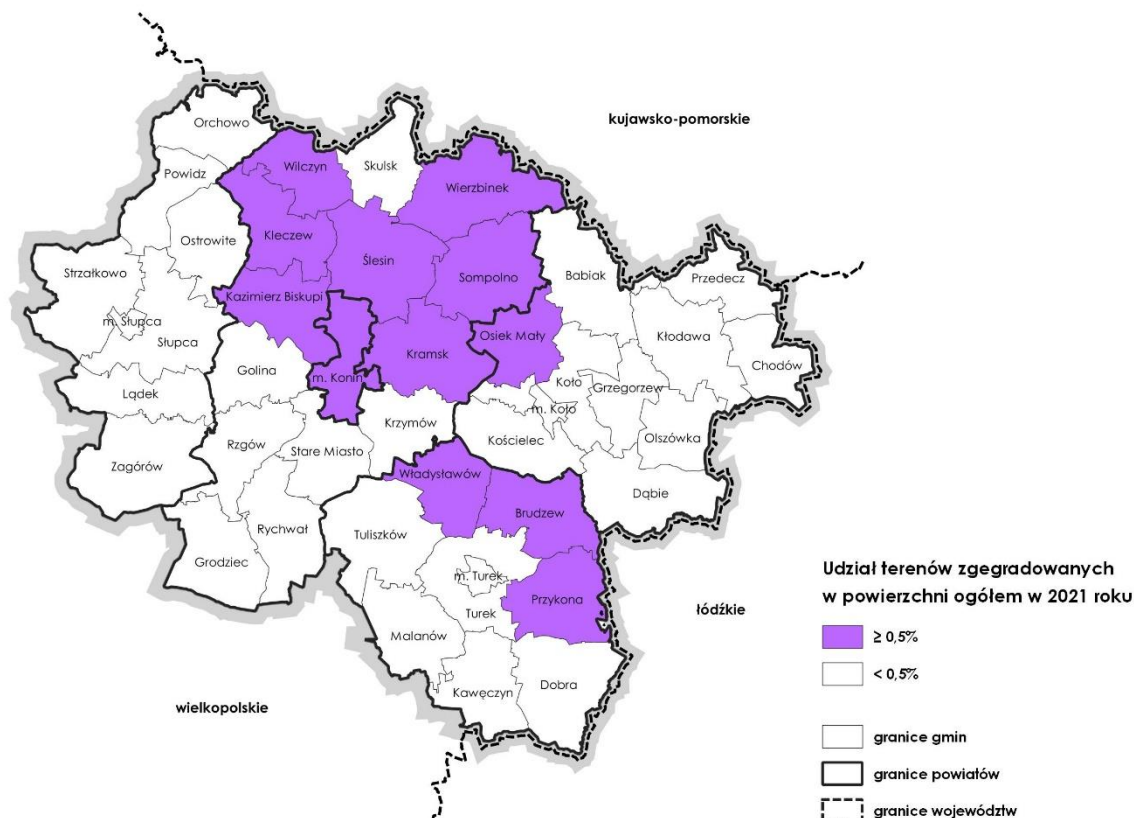 Orchowo
kujawsko-pomorskie
Wilczyn
Skulsk
Powidz
Wierzbinek
Ostrowite
Kleczew
Ślesin
Strzałkowo
Sompolno
Babiak
Przedecz
Kazimierz Biskupi
m. Słupca
Słupca
Osiek Mały
Kłodawa
Kramsk
Golina
m. Konin
Koło
Grzegorzew
Chodów
Lądek
m. Koło
Krzymów
Kościelec
Rzgów
Stare Miasto
Olszówka
Zagórów
Władysławów
Dąbie
Brudzew
Rychwał
Tuliszków
Grodziec
m. Turek
Przykona
Turek
Malanów
Kawęczyn
Dobra
łódzkie
wielkopolskie
Udział terenów zgegradowanych
w powierzchni ogółem w 2021 roku
≥ 0,5%
< 0,5%
granice gmin
granice powiatów
granice województw